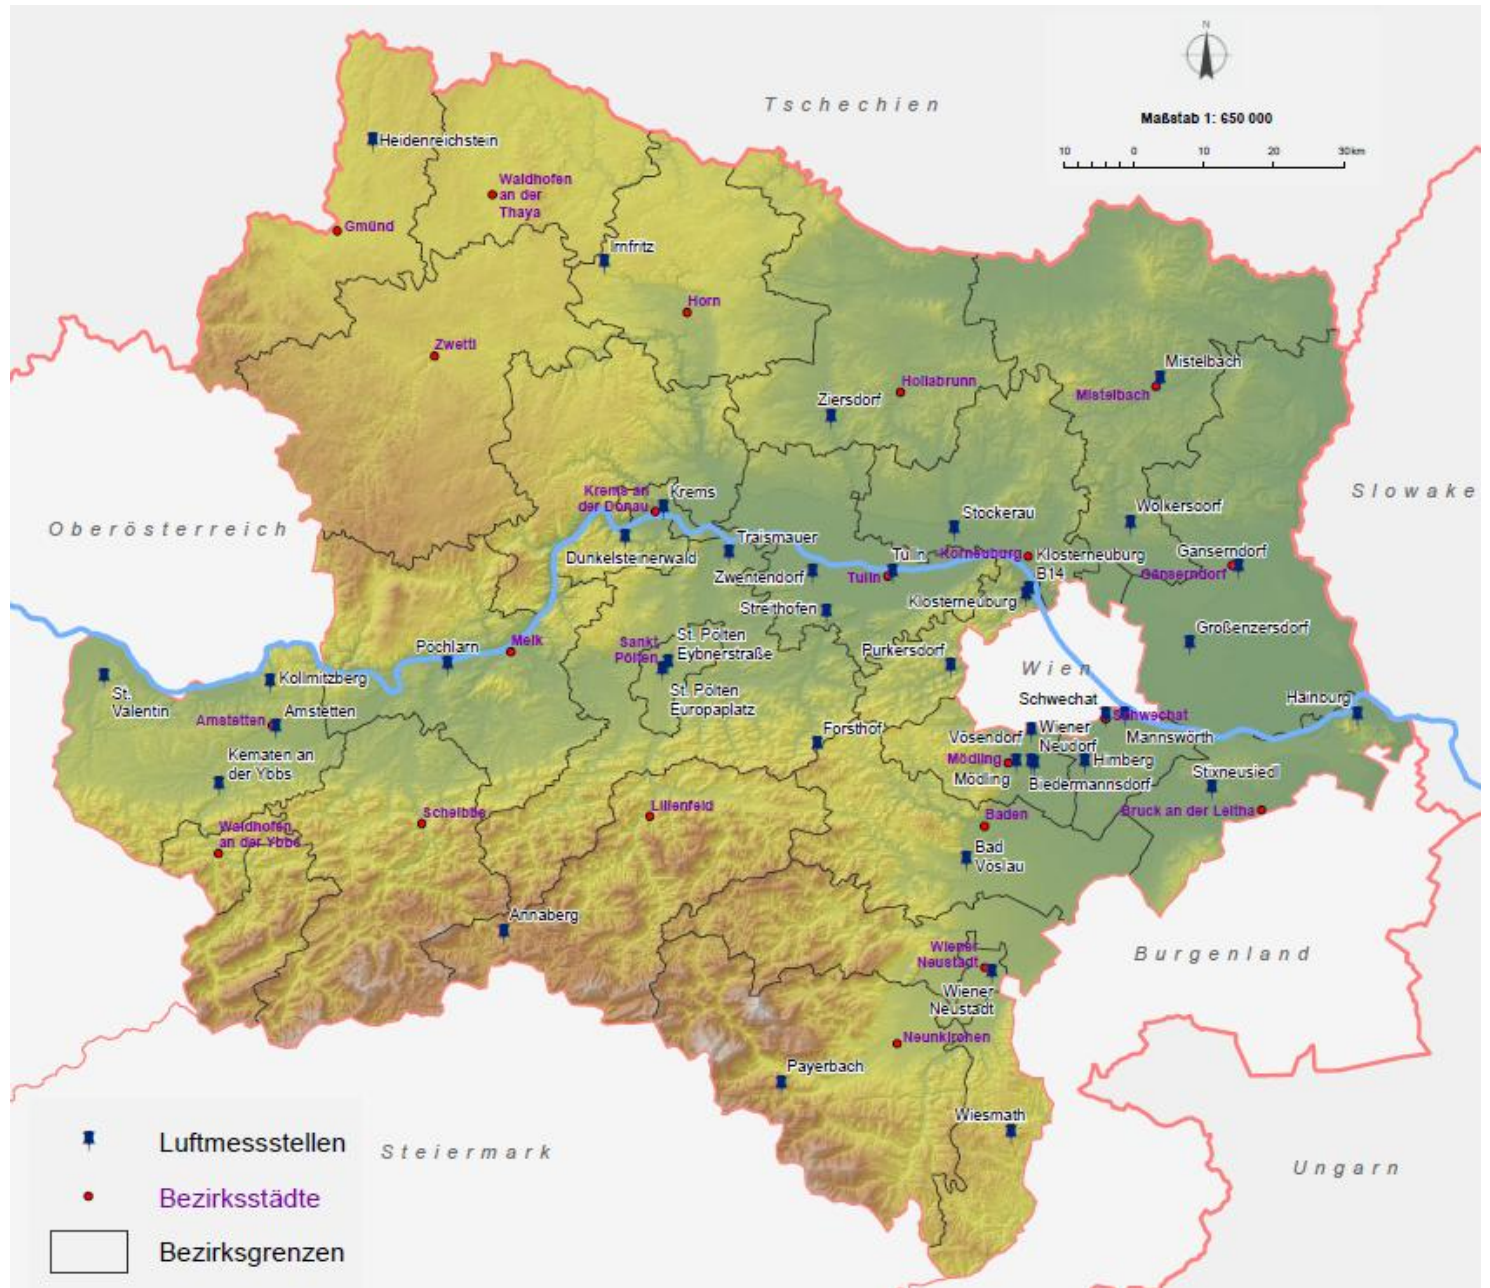 N
Tschechien
Maßstab 1: 650 000
10 0 10 20 30 km
Heidenreichstein
Waldhofen
an der
Thaya
Gmünd
Irnfritz
Horn
Zwettl
Mistelbach
Hollabrunn
Mistelbach
Ziersdorf
Slowake
Krems an
der Donau
Krems
Oberösterreich
Wolkersdorf
Stockerau
Traismauer
Dunkelsteinerwald
Tulln
Korneuburg
Klosterneuburg
B14
Gänserndorf
Gänserndorf
Zwentendorf
Tulln
Klosterneuburg
Streithofen
Großenzersdorf
Sankt
Pölten
St. Pölten
Eybnerstraße
Pöchlarn
Melk
Purkersdorf
Wien
Kollmitzberg
St.
Valentin
St. Pölten
Europaplatz
Schwechat
Hainburg
Amstetten
Amstetten
Schwechat
Forsthof
Vösendorf
Wiener
Neudorf
Mannswörth
Kematen an
der Ybbs
Mödling
Himberg
Mödling
Biedermannsdorf
Stixneusiedl
Scheibbs
Lilienfeld
Baden
Bruck an der Leitha
Waidhofen
an der Ybbs
Bad
Vöslau
Annaberg
Wiener
Neustadt
Burgenland
Wiener
Neustadt
Neunkirchen
Payerbach
Wiesmath
Luftmessstellen
Steiermark
Ungarn
Bezirksstädte
Bezirksgrenzen